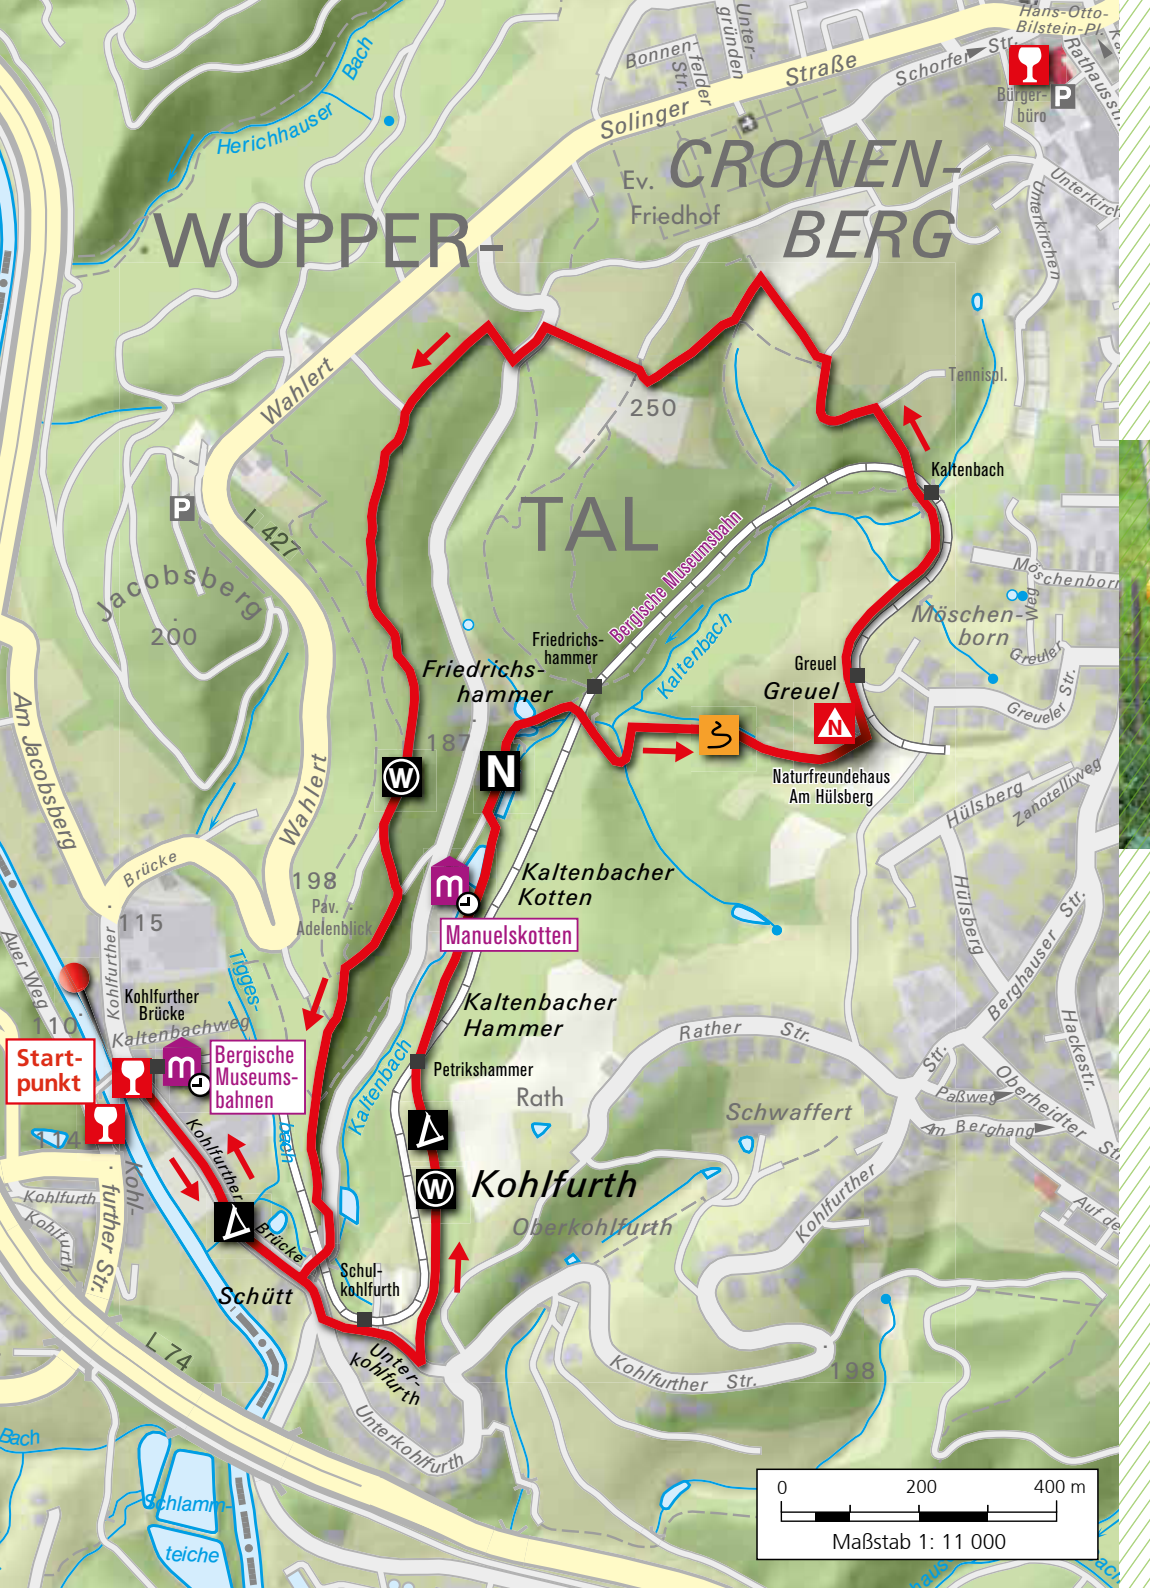 Hans-Otto-
Bilstein-Pl.
Bach
Herichhauser
Bonnen-
felder
Str.
Unter-
gründen
Solinger
Straße
Schorfer
Str.
Rathausstr.
Bürger-
büro
P
CRONEN-
BERG
Ev.
Friedhof
Unterkirchen
Unterkirch
WUPPER-
TAL
Wahlert
250
Tennispl.
Kaltenbach
P
L 427
Jacobsberg
200
Bergische Museumsbahn
Möschenborn
Weg
Möschen-
born
Greuler
Greueler Str.
Friedrichs-
hammer
Friedrichs-
hammer
Kaltenbach
Greuel
Greuel
N
187
N
W
Naturfreundehaus
Am Hülsberg
Am Jacobsberg
Wahlert
Hülsberg
Zanotelliweg
Brücke
198
Pav.
Adelenblick
m
Kaltenbacher
Kotten
Manuelskotten
Hülsberg
Berghauser
Str.
115
Auer Weg
Kohlfurther
Tigges-
bach
Kohlfurther
Brücke
110
Kaltenbachweg
Kaltenbacher
Hammer
Rather
Str.
Hackestr.
Start-
punkt
m
Bergische
Museums-
bahnen
Petrikshammer
Kaltenbach
Rath
Schwaffert
Str.
Paßweg
Oberheidter
Str.
Am Berghang
114
Kohlfurther
Brücke
W
Kohlfurth
Oberkohlfurth
Kohlfurther
Auf de
Kohl-
further Str.
Kohlfurth
Kohlfurth
Schütt
Schul-
kohlfurth
Unter-
kohlfurth
L 74
Kohlfurther
Str.
198
Unterkohlfurth
Bach
Schlamm-
teiche
0
200
400 m
Maßstab 1: 11 000